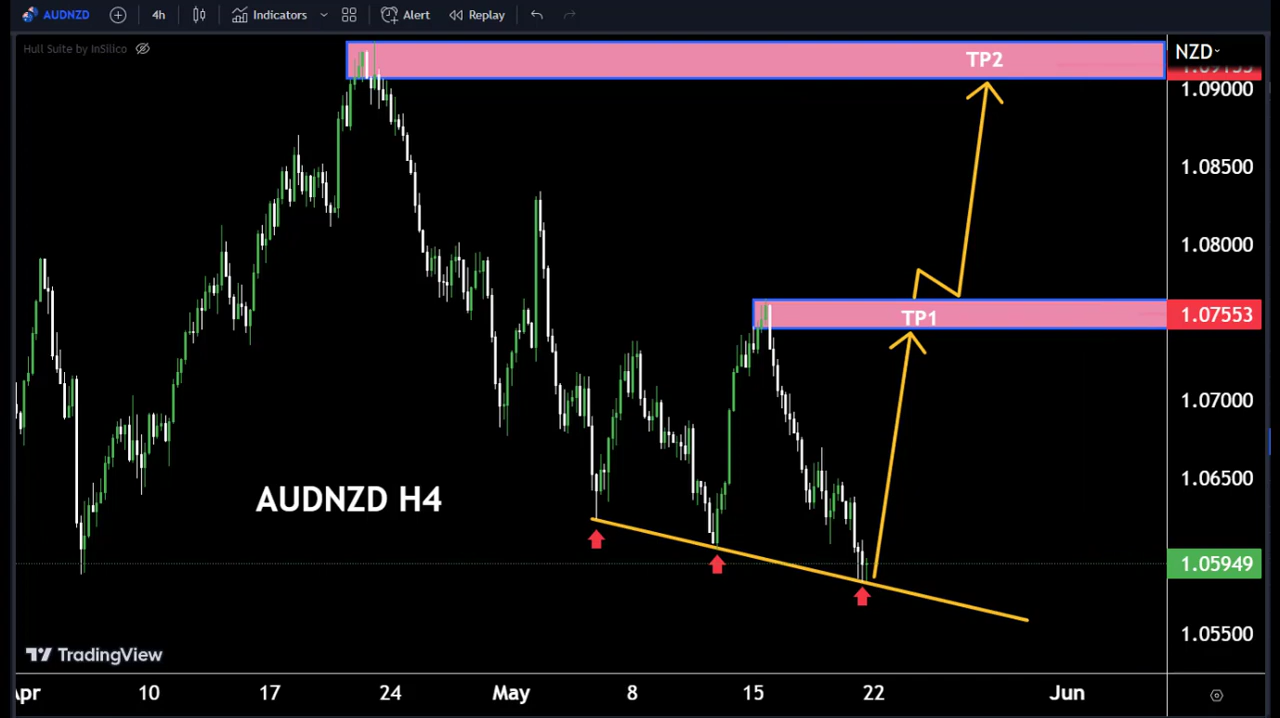 AUDNZD
4h
Indicators
Alert
Replay
Hull Suite by InSilico
NZD
TP2
1.09000
1.08500
1.08000
TP1
1.07553
1.07000
1.06500
AUDNZD H4
1.05949
1.05500
TradingView
Apr
10
17
24
May
8
15
22
Jun